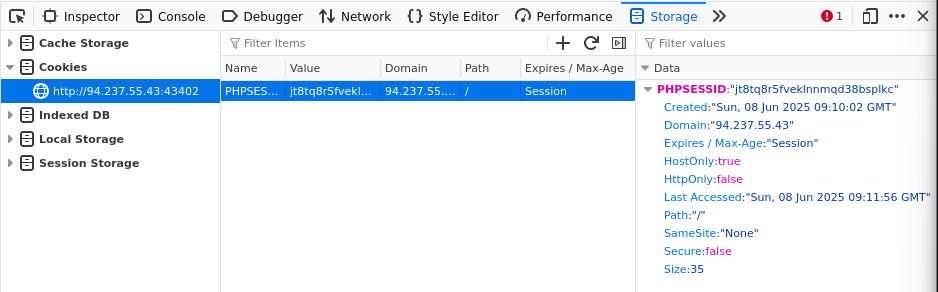 Inspector Console Debugger Network Style Editor Performance Storage 1
Cache Storage
Cookies
http://94.237.55.43:43402
Indexed DB
Local Storage
Session Storage
Filter Items
Name Value Domain Path Expires / Max-Age
PHPSES... jt8tq8r5fvekl... 94.237.55.... / Session
Filter values
Data
PHPSESSID:"jt8tq8r5fveklnnmqd38bsplkc"
Created:"Sun, 08 Jun 2025 09:10:02 GMT"
Domain:"94.237.55.43"
Expires / Max-Age:"Session"
HostOnly:true
HttpOnly:false
Last Accessed:"Sun, 08 Jun 2025 09:11:56 GMT"
Path:"/"
SameSite:"None"
Secure:false
Size:35